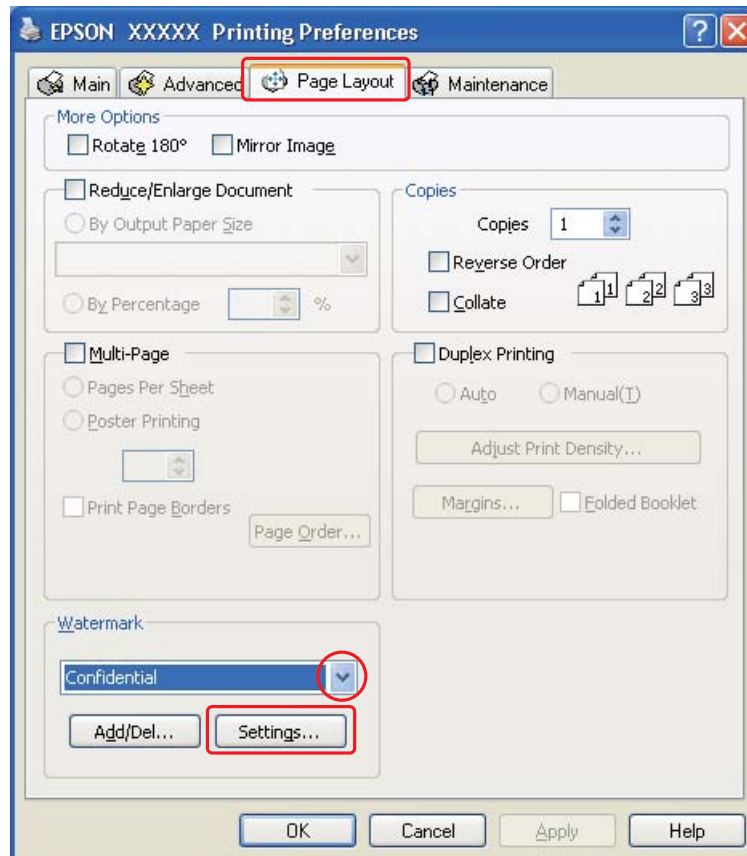 EPSON XXXXX Printing Preferences
Main
Advanced
Page Layout
Maintenance
More Options
Rotate 180°
Mirror Image
Reduce/Enlarge Document
By Output Paper Size
By Percentage
%
Copies
Copies 1
Reverse Order
Collate
1 1 2 2 3 3
Multi-Page
Pages Per Sheet
Poster Printing
Print Page Borders
Page Order...
Duplex Printing
Auto
Manual(T)
Adjust Print Density...
Margins...
Folded Booklet
Watermark
Confidential
Add/Del...
Settings...
OK
Cancel
Apply
Help